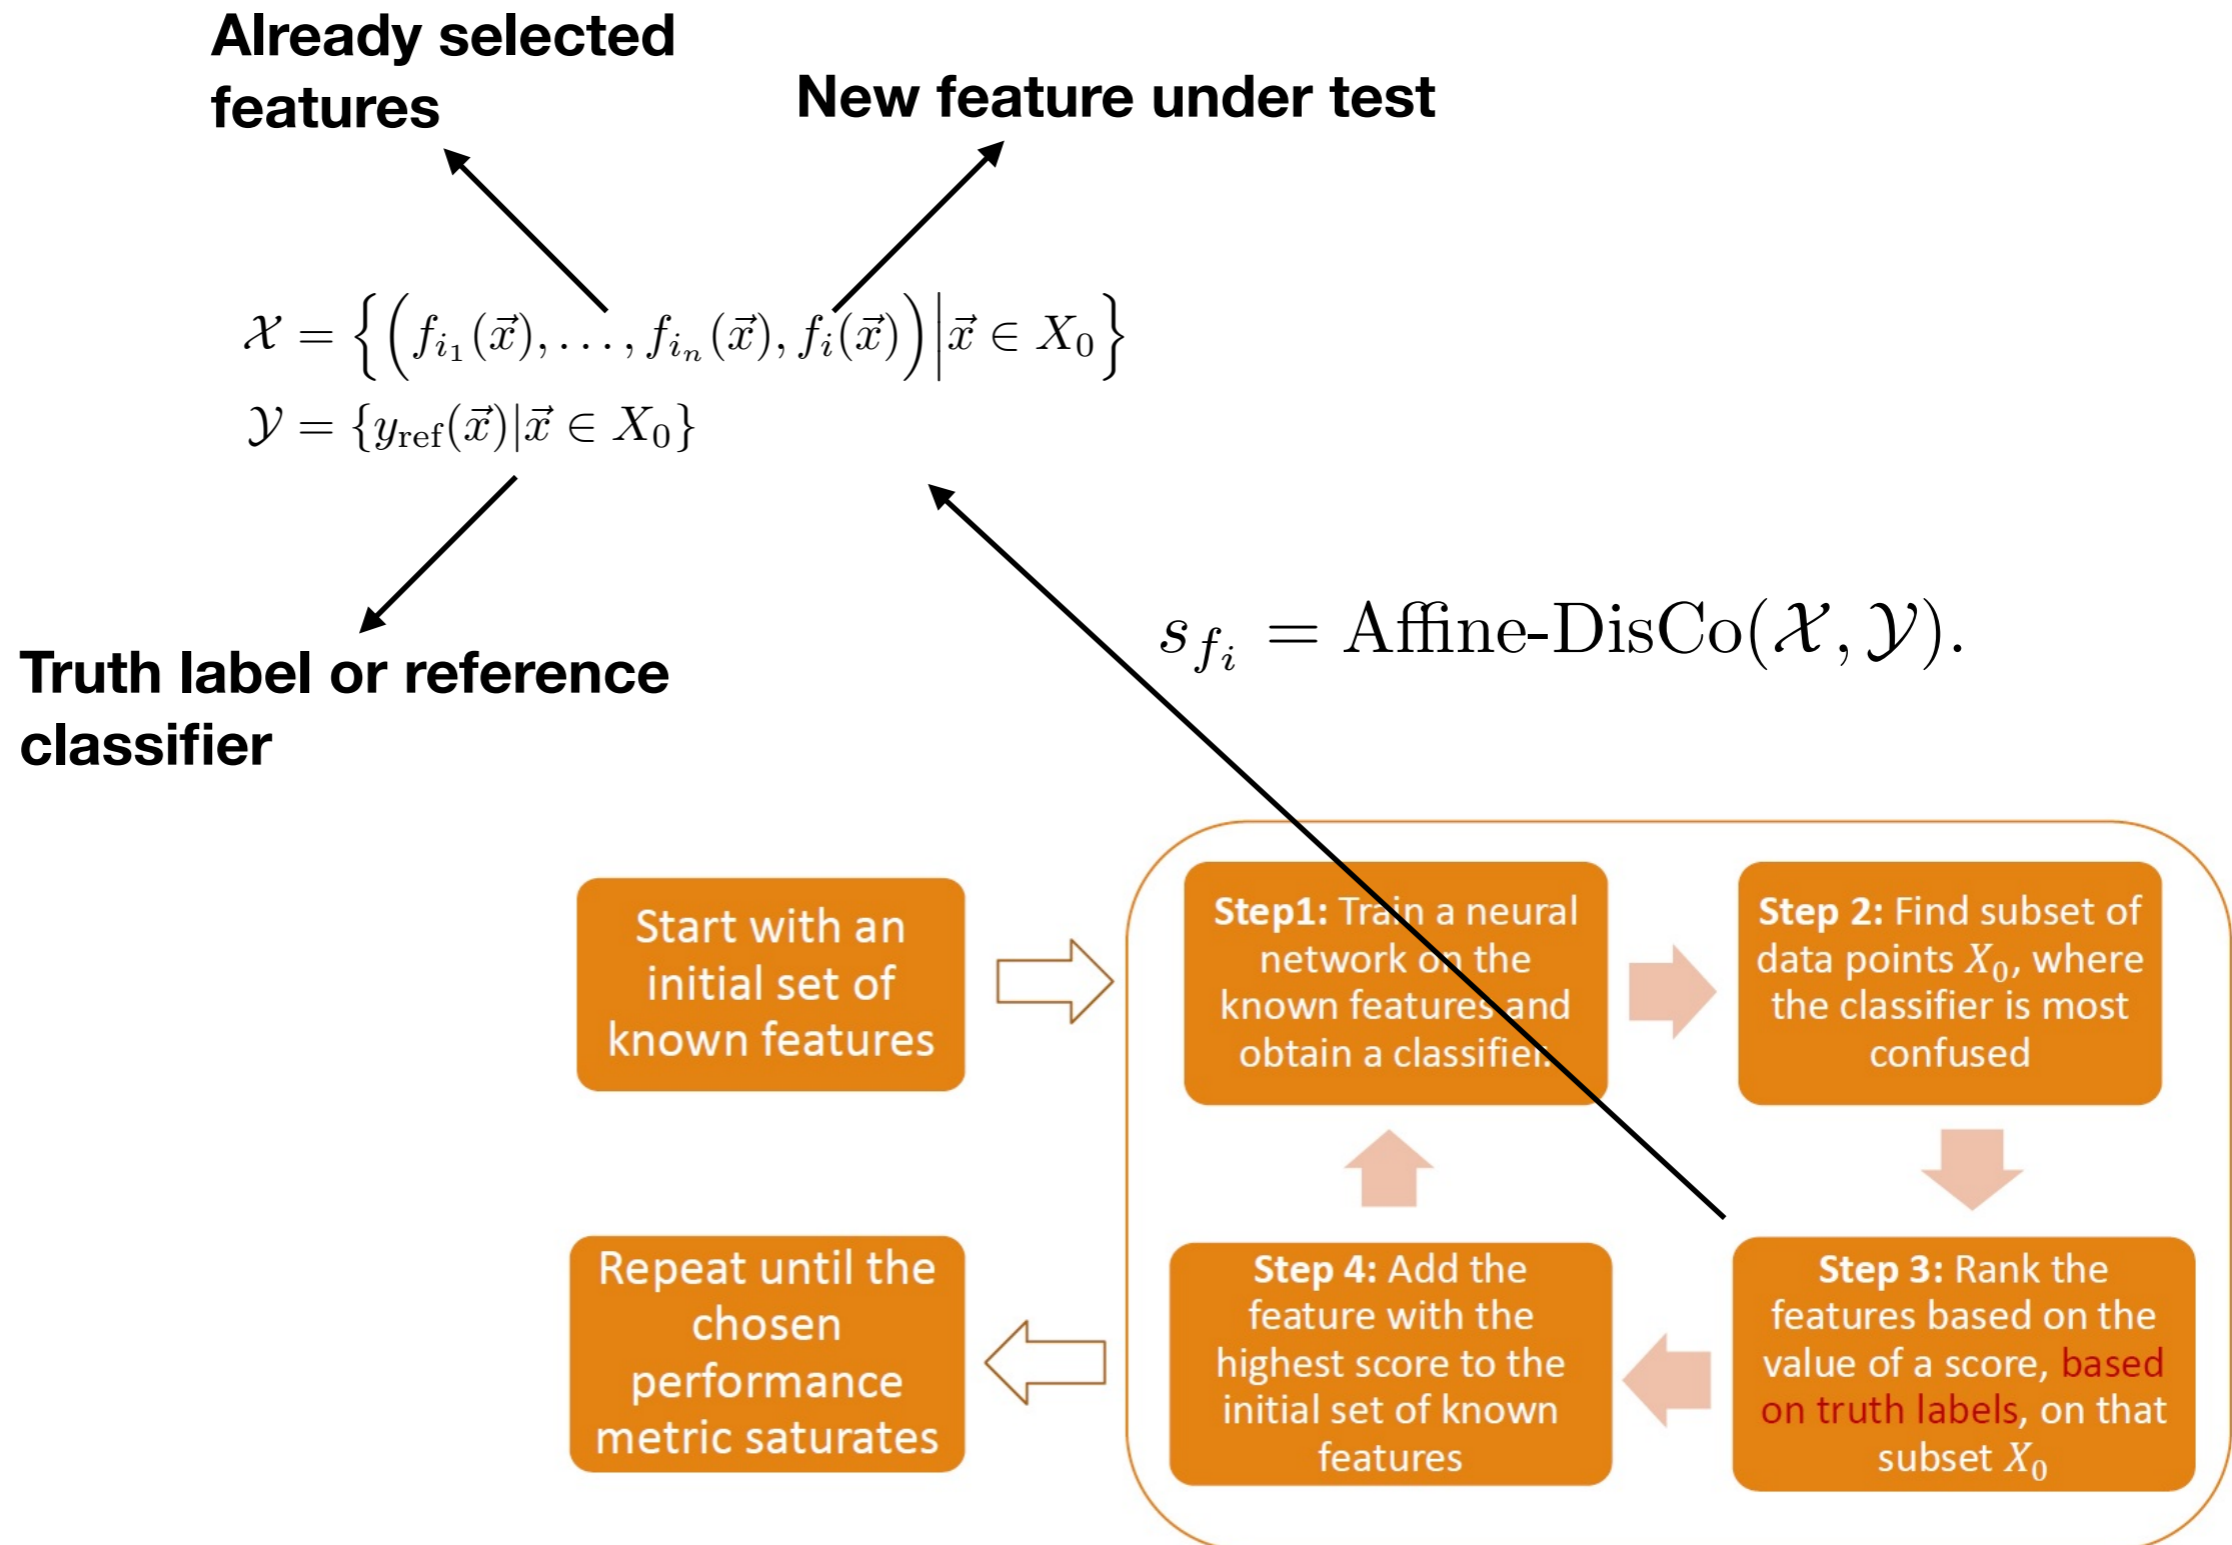 Already selected
features
New feature under test
𝒳 = {(f_{i_1}(x⃗), . . . , f_{i_n}(x⃗), f_i(x⃗))|x⃗ ∈ X_0}
𝒴 = {y_ref(x⃗)|x⃗ ∈ X_0}
Truth label or reference
classifier
s_{f_i} = Affine-DisCo(𝒳, 𝒴).
Start with an
initial set of
known features
Step1: Train a neural
network on the
known features and
obtain a classifier.
Step 2: Find subset of
data points X_0, where
the classifier is most
confused
Step 3: Rank the
features based on the
value of a score, based
on truth labels, on that
subset X_0
Step 4: Add the
feature with the
highest score to the
initial set of known
features
Repeat until the
chosen
performance
metric saturates